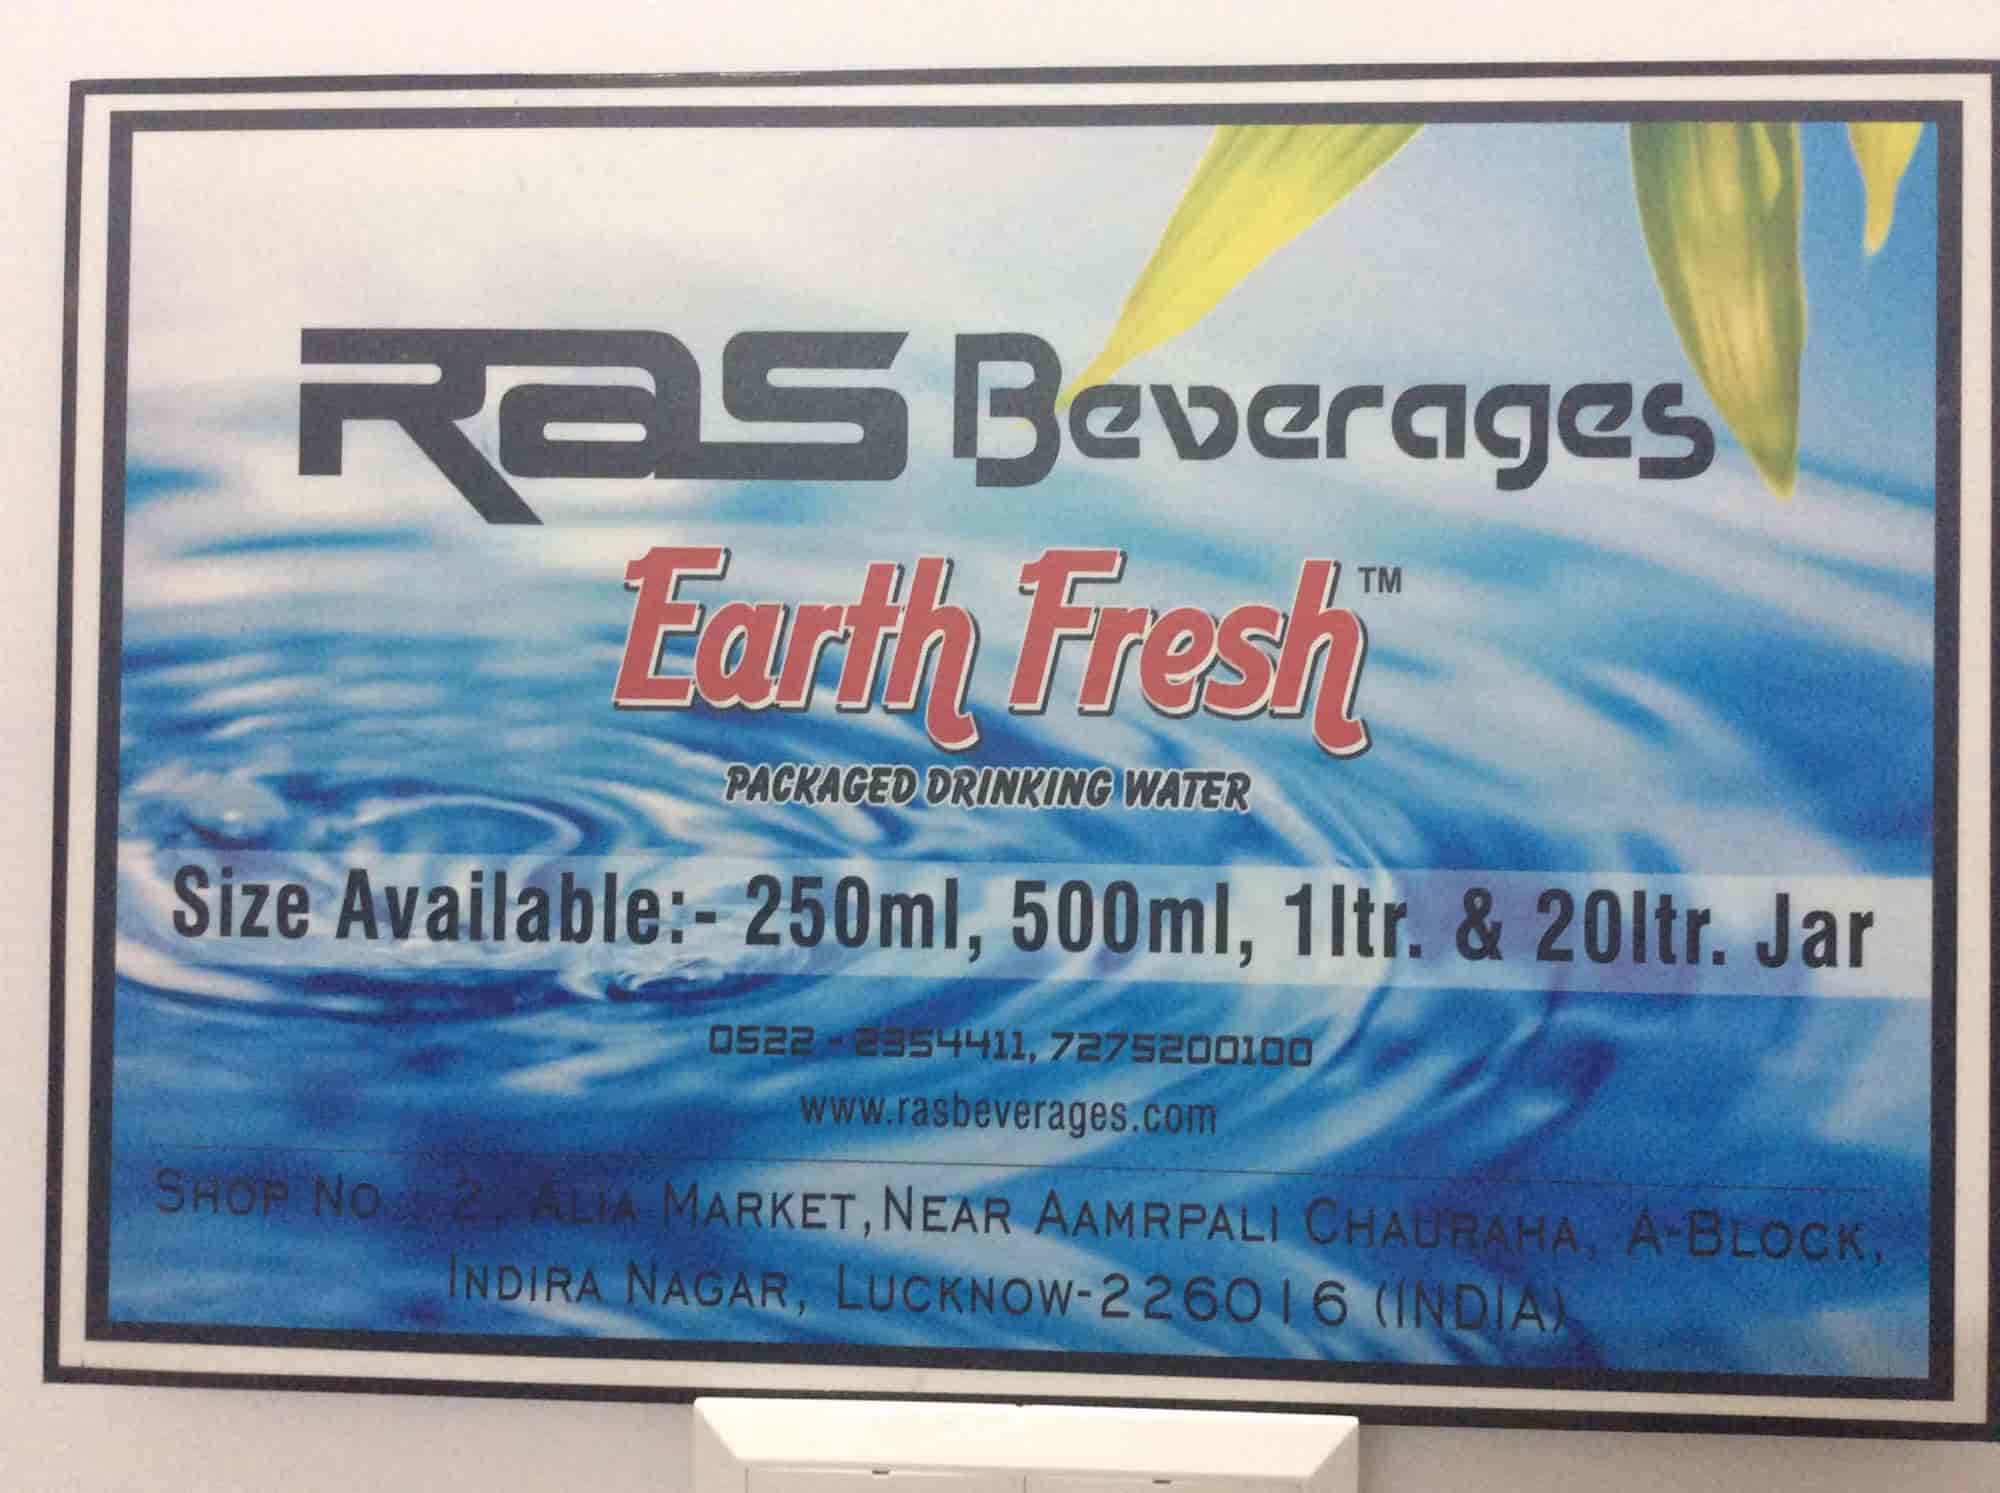 RAS Beverages
Earth Fresh™
PACKAGED DRINKING WATER
Size Available:- 250ml, 500ml, 1ltr. & 20ltr. Jar
0522 - 2354411, 7275200100
www.rasbeverages.com
SHOP NO. : 2, ALIA MARKET, NEAR AAMRPALI CHAURAHA, A-BLOCK,
INDIRA NAGAR, LUCKNOW-226016 (INDIA)